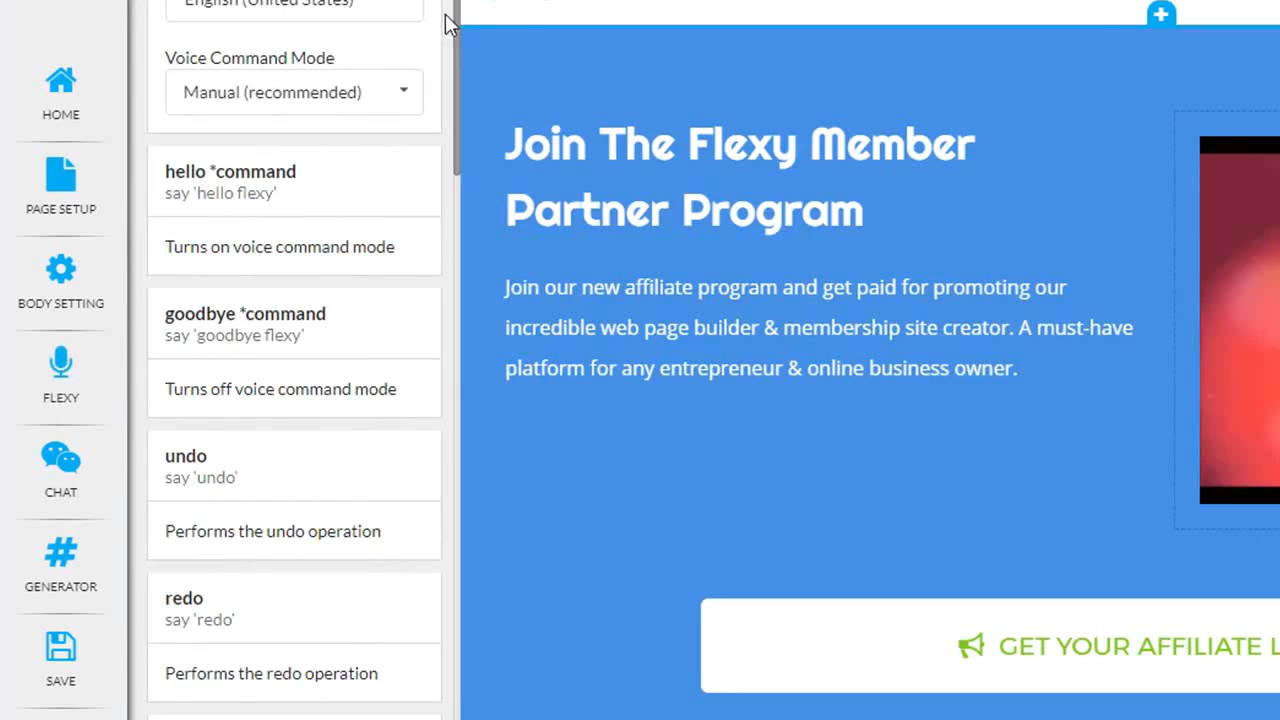 English (United States)
Voice Command Mode
Manual (recommended)
HOME
PAGE SETUP
BODY SETTING
FLEXY
CHAT
GENERATOR
SAVE
hello *command
say 'hello flexy'
Turns on voice command mode
goodbye *command
say 'goodbye flexy'
Turns off voice command mode
undo
say 'undo'
Performs the undo operation
redo
say 'redo'
Performs the redo operation
Join The Flexy Member
Partner Program
Join our new affiliate program and get paid for promoting our
incredible web page builder & membership site creator. A must-have
platform for any entrepreneur & online business owner.
GET YOUR AFFILIATE L